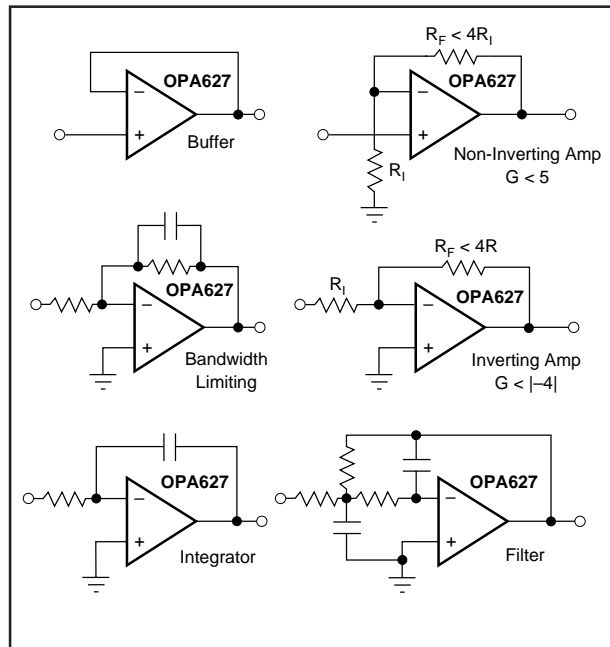 OPA627
−
+
Buffer
R_F < 4R_I
OPA627
−
+
R_I
Non-Inverting Amp
G < 5
OPA627
−
+
Bandwidth
Limiting
R_F < 4R
R_I
OPA627
−
+
Inverting Amp
G < |−4|
OPA627
−
+
Integrator
OPA627
−
+
Filter